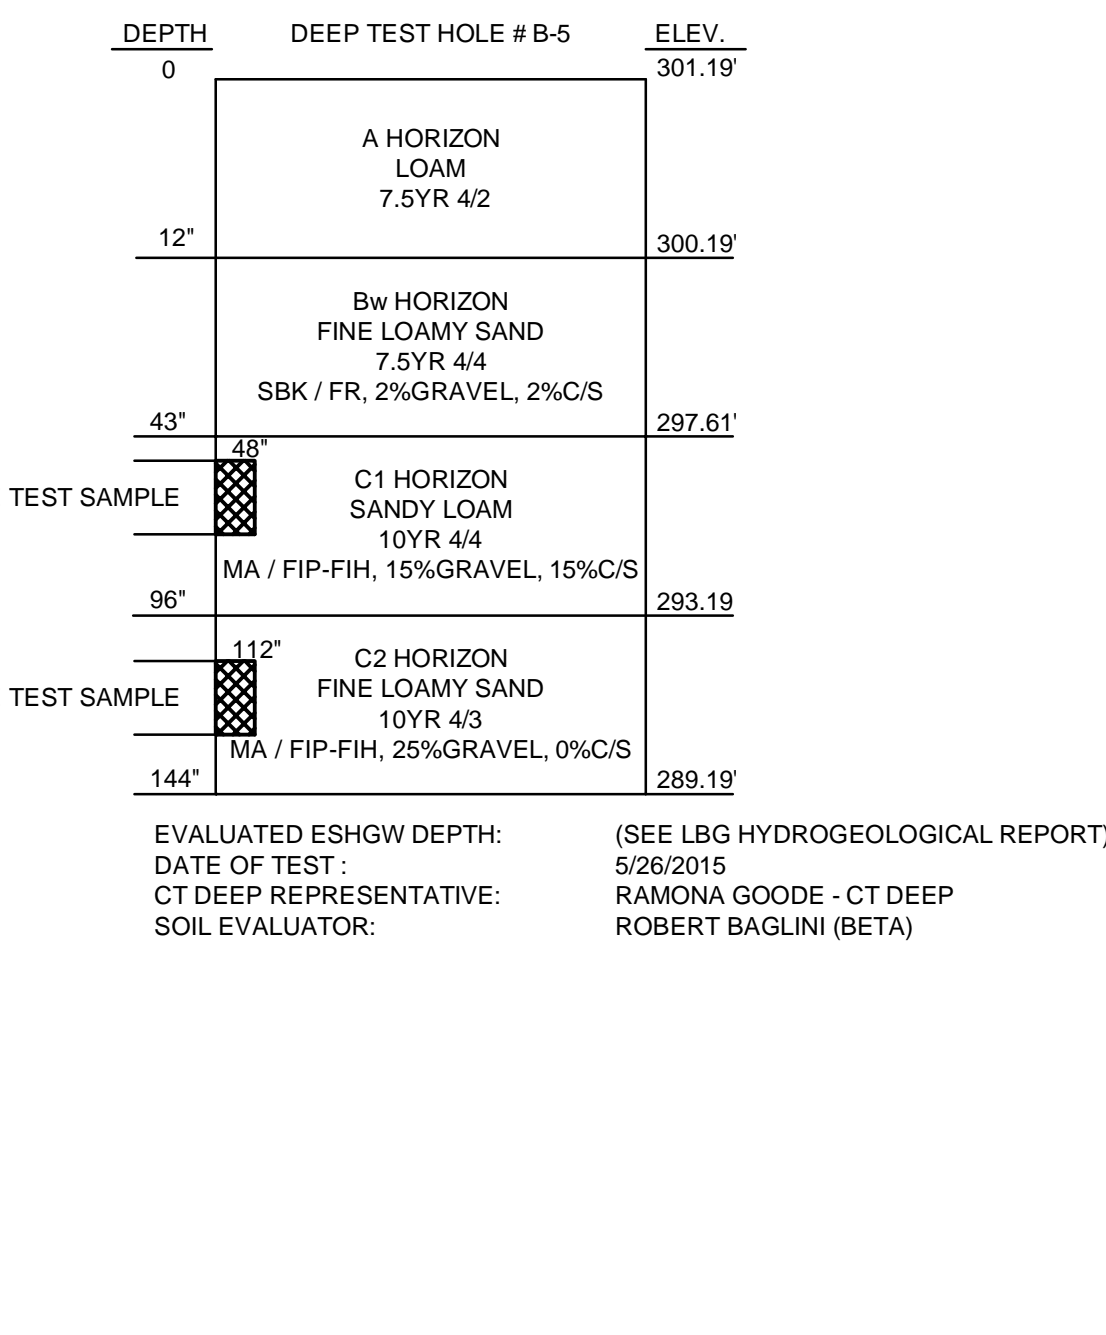 DEPTH DEEP TEST HOLE # B-5 ELEV.
0 301.19'
A HORIZON
LOAM
7.5YR 4/2
12" 300.19'
Bw HORIZON
FINE LOAMY SAND
7.5YR 4/4
SBK / FR, 2%GRAVEL, 2%C/S
43" 297.61'
48"
C1 HORIZON
TEST SAMPLE
SANDY LOAM
10YR 4/4
MA / FIP-FIH, 15%GRAVEL, 15%C/S
96" 293.19
112"
C2 HORIZON
FINE LOAMY SAND
TEST SAMPLE
10YR 4/3
MA / FIP-FIH, 25%GRAVEL, 0%C/S
144" 289.19'
EVALUATED ESHGW DEPTH: (SEE LBG HYDROGEOLOGICAL REPORT)
DATE OF TEST : 5/26/2015
CT DEEP REPRESENTATIVE: RAMONA GOODE - CT DEEP
SOIL EVALUATOR: ROBERT BAGLINI (BETA)